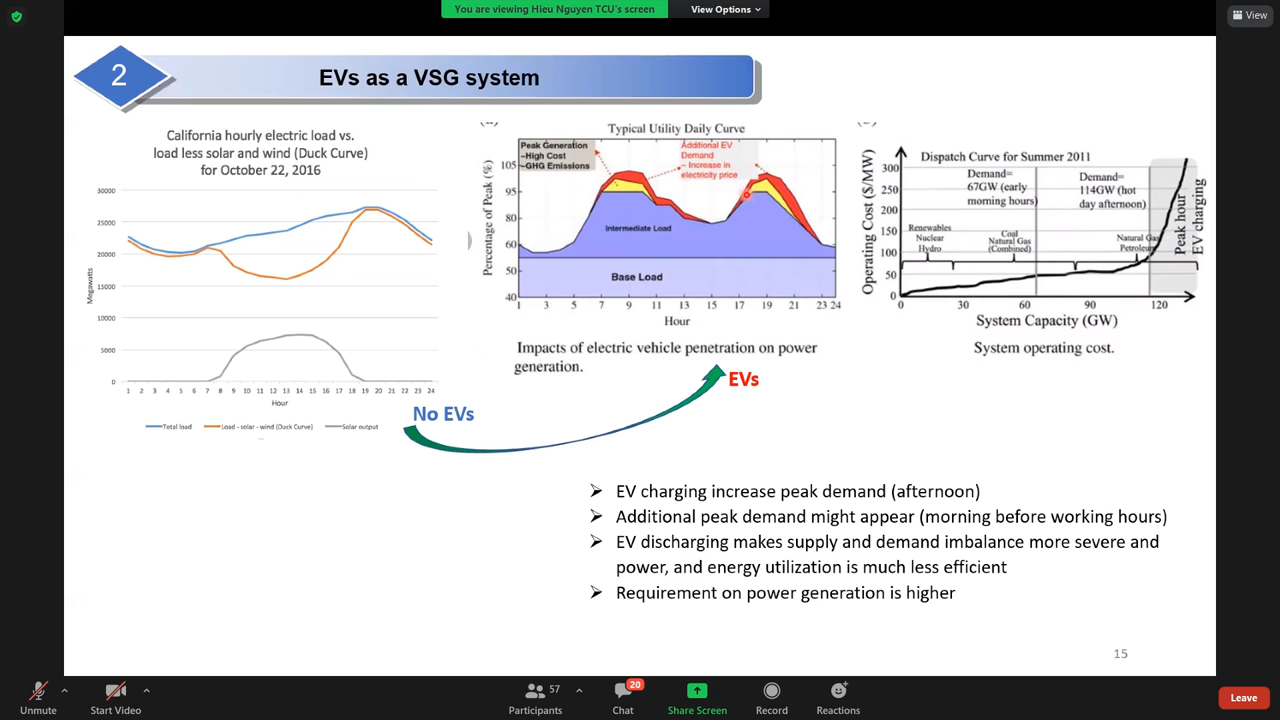 You are viewing Hieu Nguyen TCU's screen
View Options
View
2
EVs as a VSG system
California hourly electric load vs.
load less solar and wind (Duck Curve)
for October 22, 2016
30000
25000
20000
15000
10000
5000
0
Megawatts
1 2 3 4 5 6 7 8 9 10 11 12 13 14 15 16 17 18 19 20 21 22 23 24
Hour
Total load
Load - solar - wind (Duck Curve)
Solar output
Typical Utility Daily Curve
Peak Generation
~High Cost
~GHG Emissions
Additional EV
Demand
~ Increase in
electricity price
Percentage of Peak (%)
105
95
80
60
50
40
Intermediate Load
Base Load
1 3 5 7 9 11 13 15 17 19 21 23 24
Hour
Impacts of electric vehicle penetration on power
generation.
Dispatch Curve for Summer 2011
Operating Cost ($/MW)
300
250
200
150
100
50
0
Demand=
67GW (early
morning hours)
Demand=
114GW (hot
day afternoon)
Renewables
Nuclear
Hydro
Coal
Natural Gas
(Combined)
Natural Gas
Petroleum
Peak hour
EV charging
0 30 60 90 120
System Capacity (GW)
System operating cost.
No EVs
EVs
➢ EV charging increase peak demand (afternoon)
➢ Additional peak demand might appear (morning before working hours)
➢ EV discharging makes supply and demand imbalance more severe and
power, and energy utilization is much less efficient
➢ Requirement on power generation is higher
15
Unmute
Start Video
57
Participants
20
Chat
Share Screen
Record
Reactions
Leave